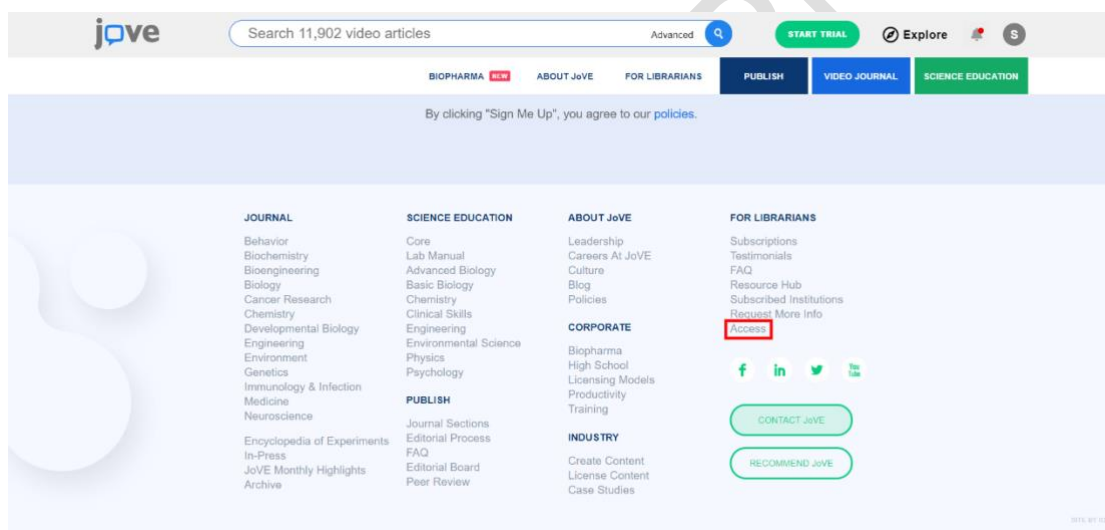 jove
Search 11,902 video articles
Advanced
START TRIAL
Explore
S
BIOPHARMA NEW
ABOUT JoVE
FOR LIBRARIANS
PUBLISH
VIDEO JOURNAL
SCIENCE EDUCATION
By clicking "Sign Me Up", you agree to our policies.
JOURNAL
Behavior
Biochemistry
Bioengineering
Biology
Cancer Research
Chemistry
Developmental Biology
Engineering
Environment
Genetics
Immunology & Infection
Medicine
Neuroscience
Encyclopedia of Experiments
In-Press
JoVE Monthly Highlights
Archive
SCIENCE EDUCATION
Core
Lab Manual
Advanced Biology
Basic Biology
Chemistry
Clinical Skills
Engineering
Environmental Science
Physics
Psychology
PUBLISH
Journal Sections
Editorial Process
FAQ
Editorial Board
Peer Review
ABOUT JoVE
Leadership
Careers At JoVE
Culture
Blog
Policies
CORPORATE
Biopharma
High School
Licensing Models
Productivity
Training
INDUSTRY
Create Content
License Content
Case Studies
FOR LIBRARIANS
Subscriptions
Testimonials
FAQ
Resource Hub
Subscribed Institutions
Request More Info
Access
f in You Tube
CONTACT JoVE
RECOMMEND JoVE
SITE BY